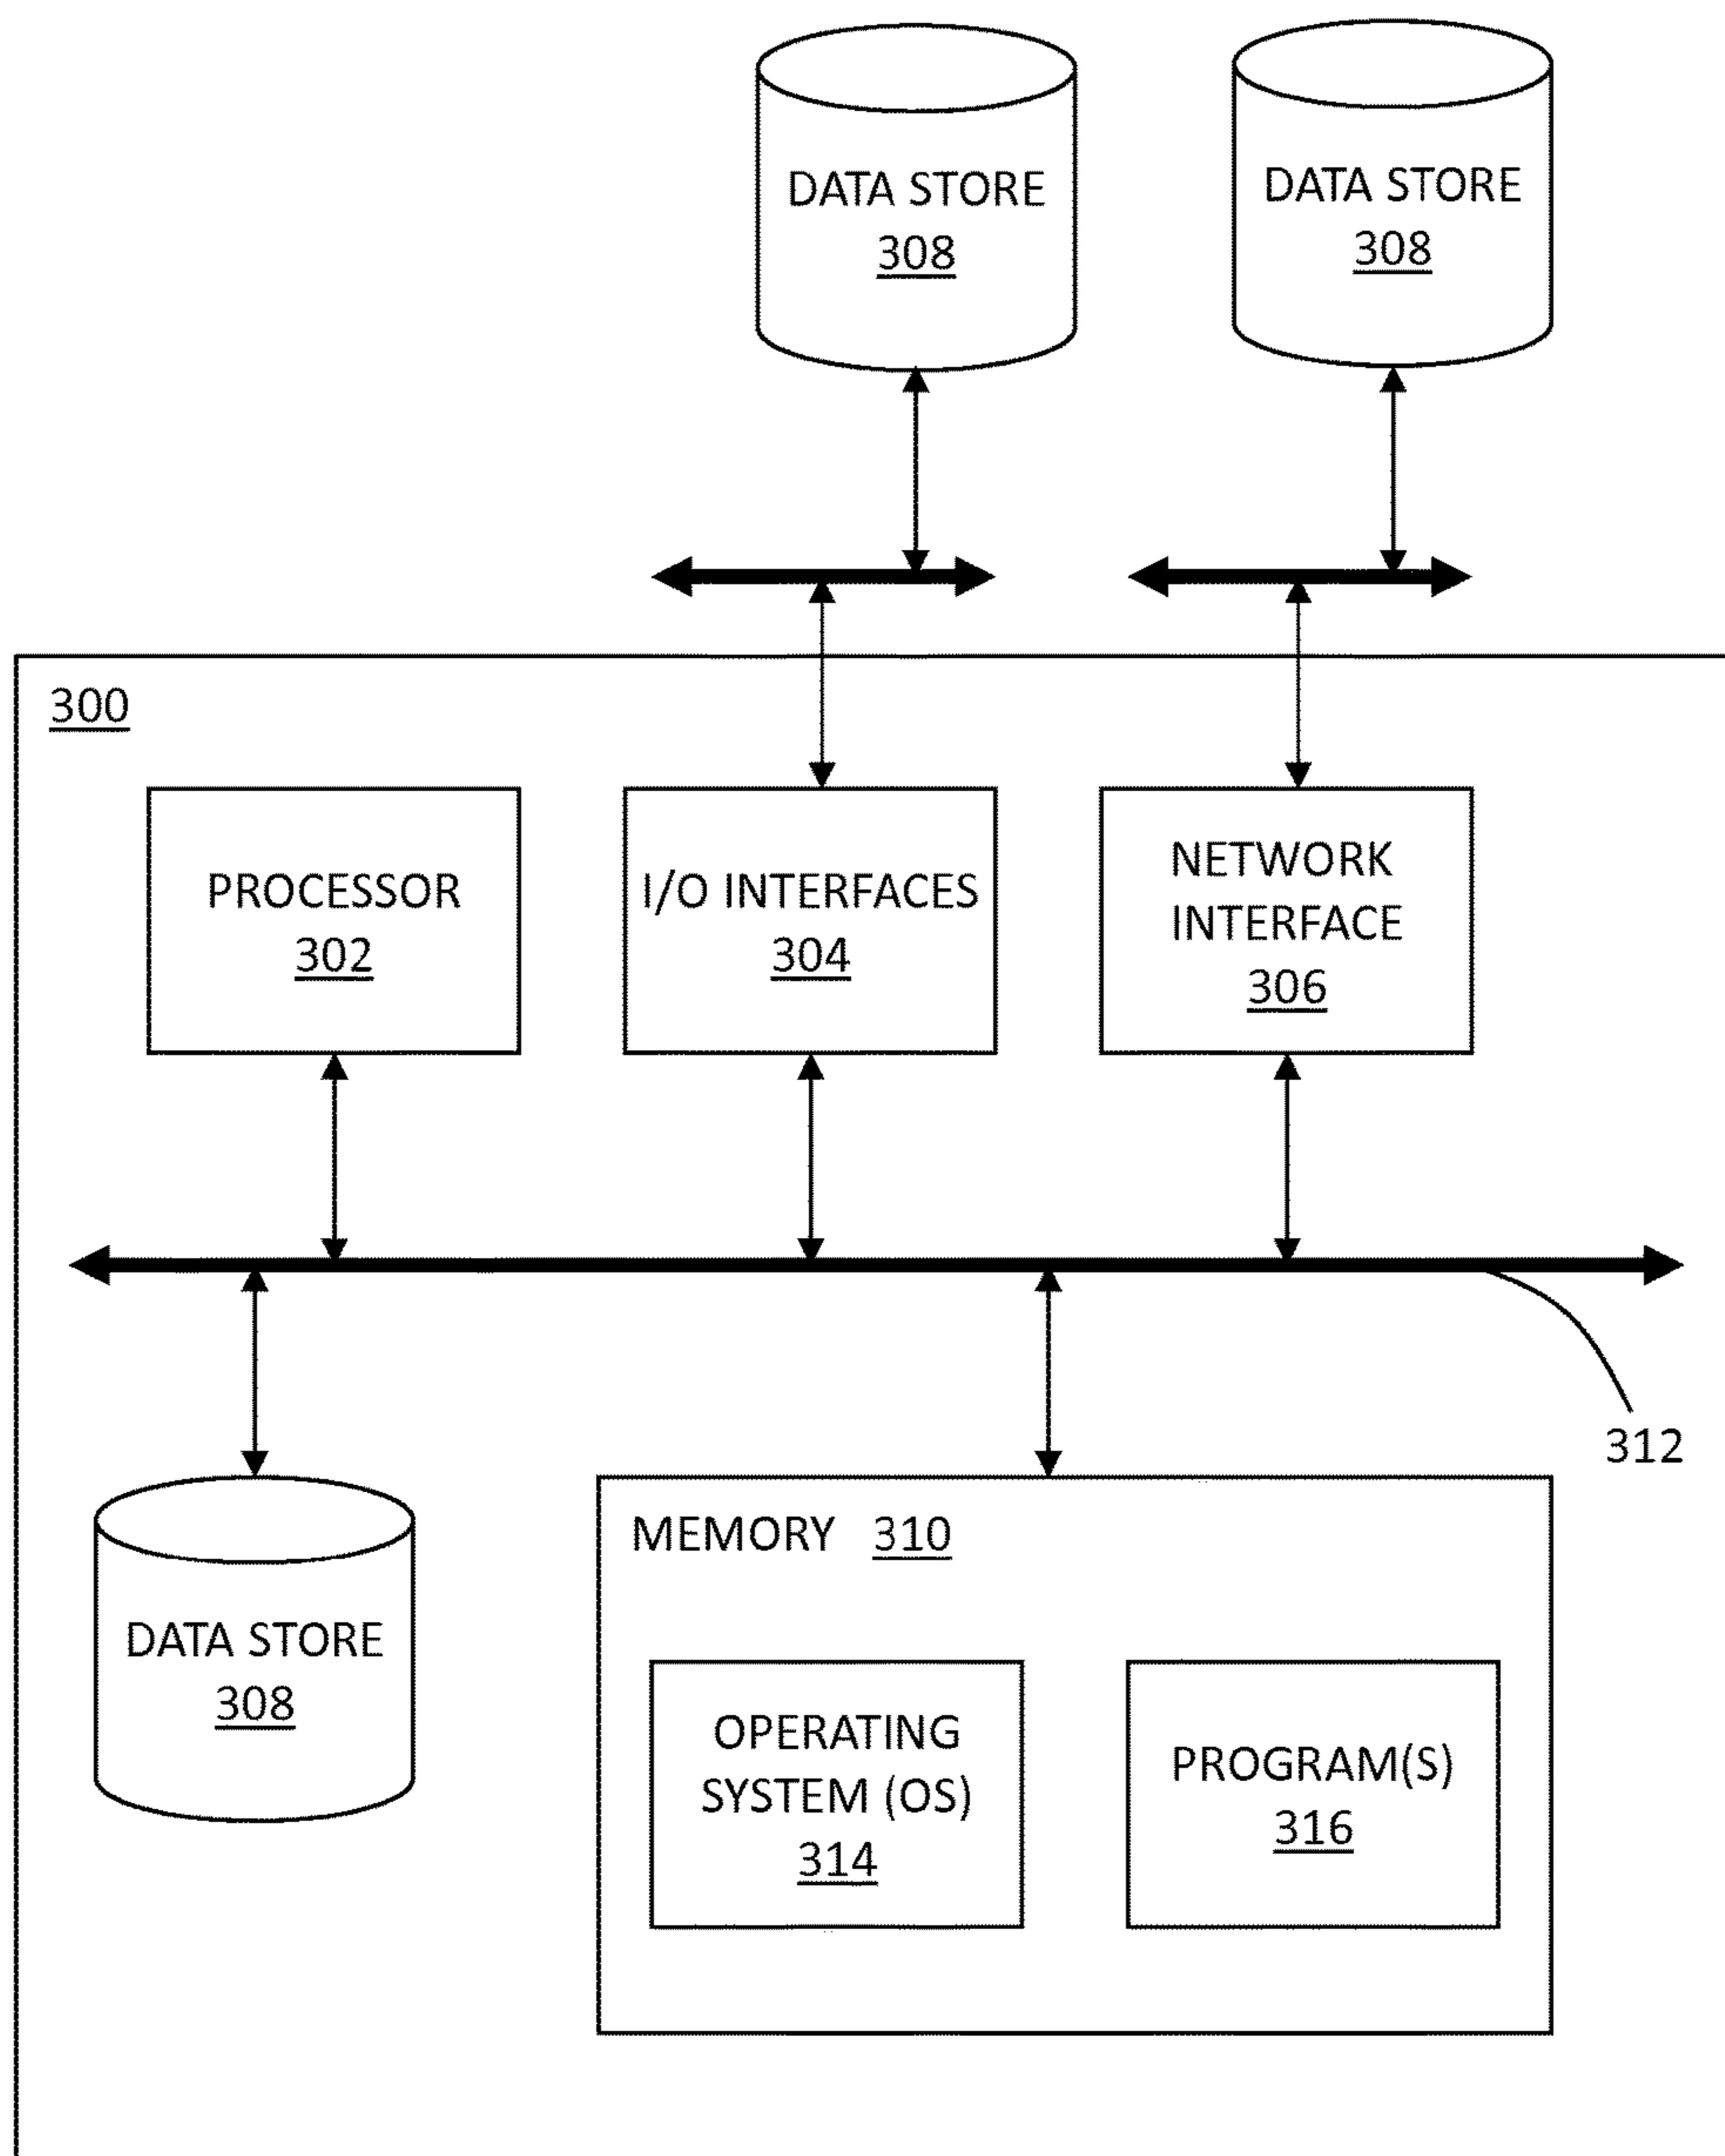 DATA STORE
308
DATA STORE
308
300
PROCESSOR
302
I/O INTERFACES
304
NETWORK
INTERFACE
306
312
DATA STORE
308
MEMORY 310
OPERATING
SYSTEM (OS)
314
PROGRAM(S)
316